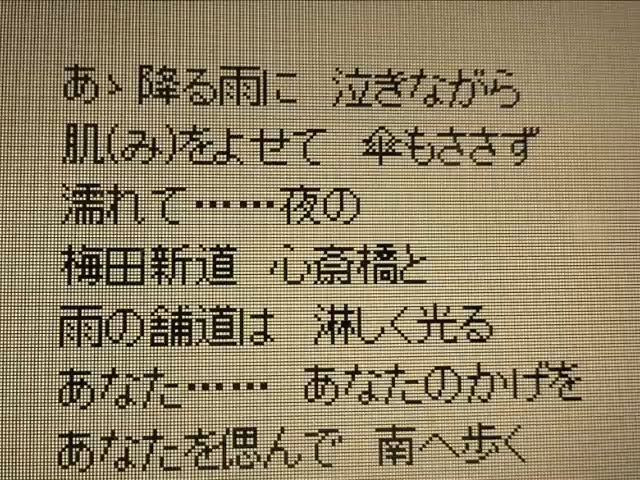 あゝ降る雨に　泣きながら
肌(み)をよせて　傘もささず
濡れて……夜の
梅田新道　心斎橋と
雨の舗道は　淋しく光る
あなた……　あなたのかげを
あなたを偲んで　南へ歩く